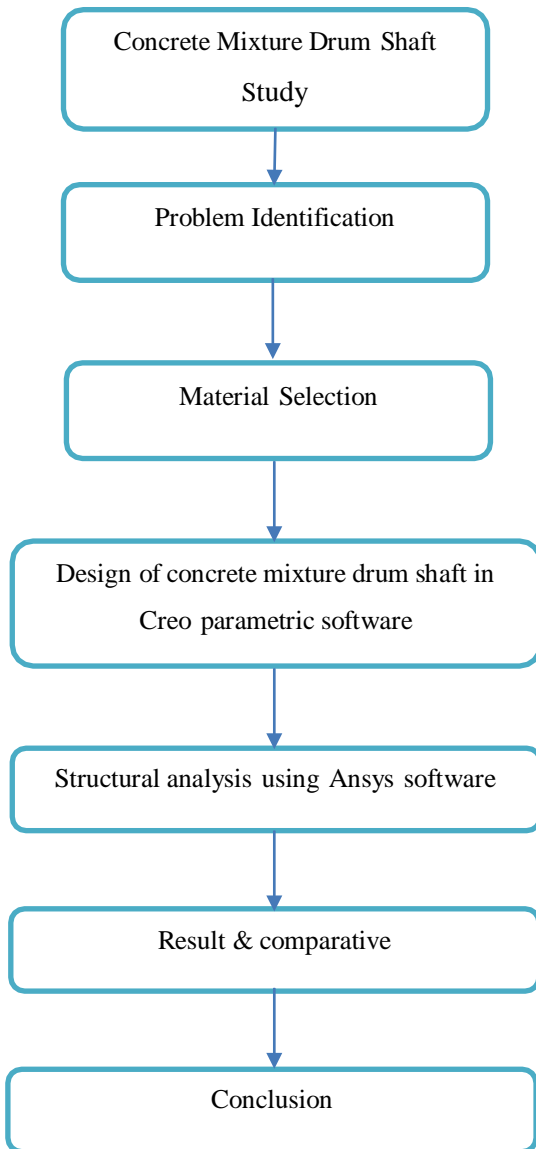 Concrete Mixture Drum Shaft
Study
Problem Identification
Material Selection
Design of concrete mixture drum shaft in
Creo parametric software
Structural analysis using Ansys software
Result & comparative
Conclusion